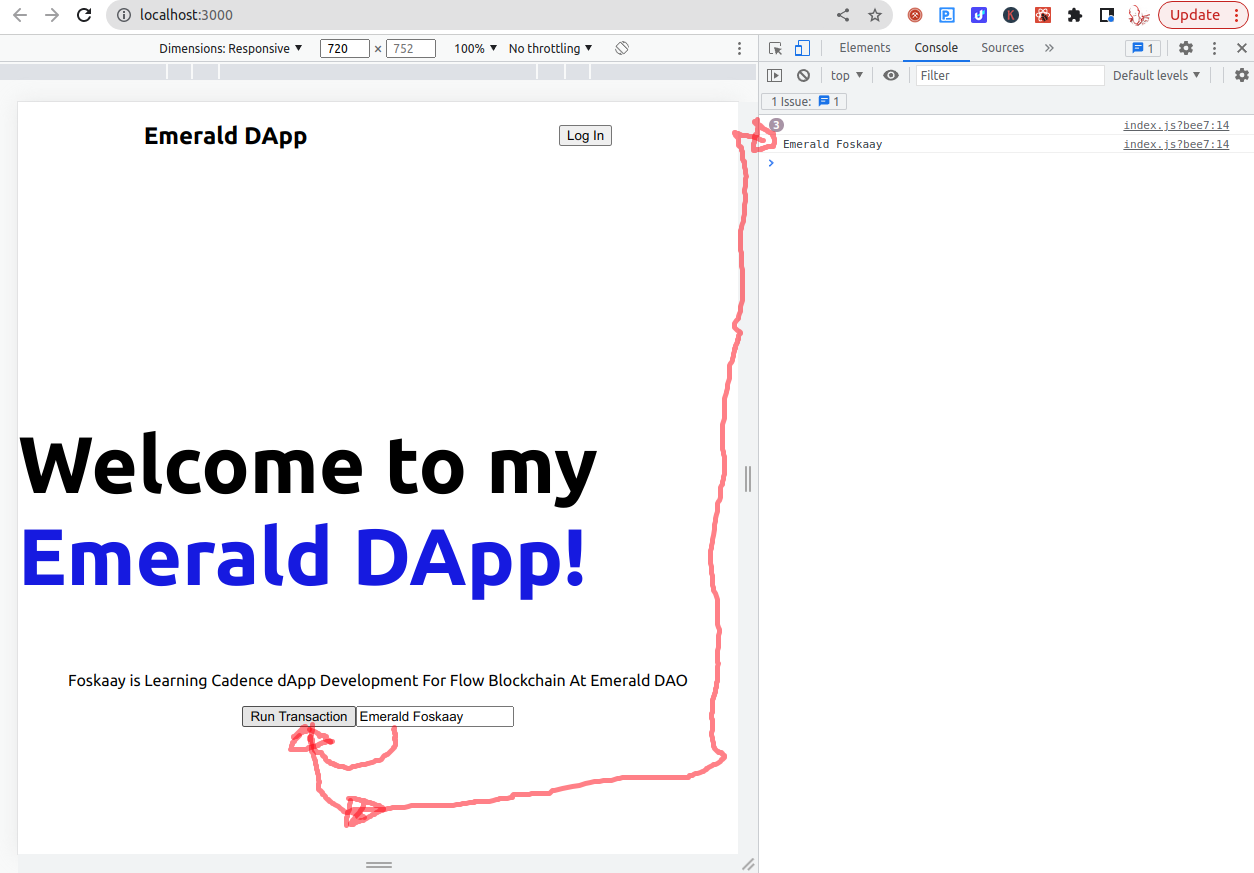 localhost:3000
Update
Dimensions: Responsive 720 × 752 100% No throttling
Elements Console Sources » 1
top Filter Default levels
1 Issue: 1
Emerald DApp Log In
3 index.js?bee7:14
Emerald Foskaay index.js?bee7:14
Welcome to my
Emerald DApp!
Foskaay is Learning Cadence dApp Development For Flow Blockchain At Emerald DAO
Run Transaction Emerald Foskaay